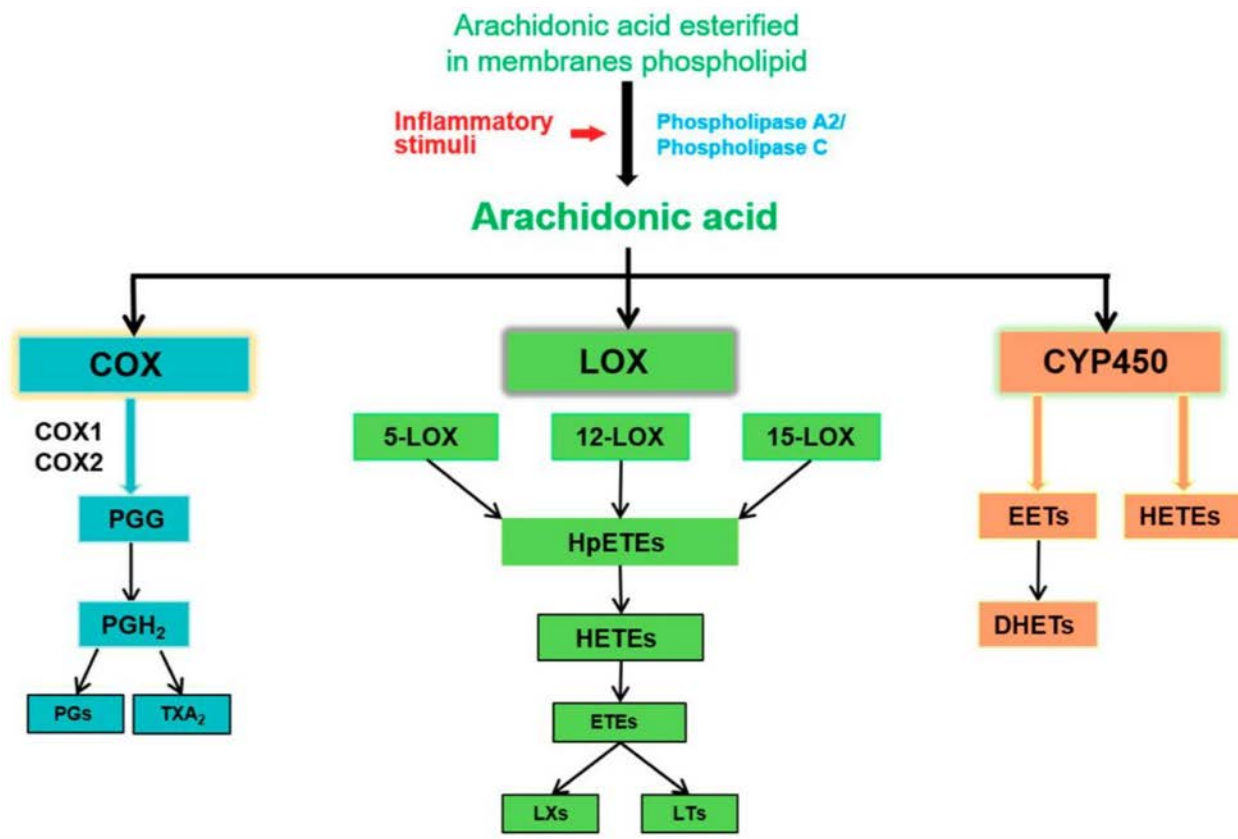 Arachidonic acid esterified
in membranes phospholipid
Inflammatory
stimuli
Phospholipase A2/
Phospholipase C
Arachidonic acid
COX
LOX
CYP450
COX1
COX2
5-LOX
12-LOX
15-LOX
PGG
HpETEs
EETs
HETEs
PGH₂
HETEs
DHETs
PGs
TXA₂
ETEs
LXs
LTs